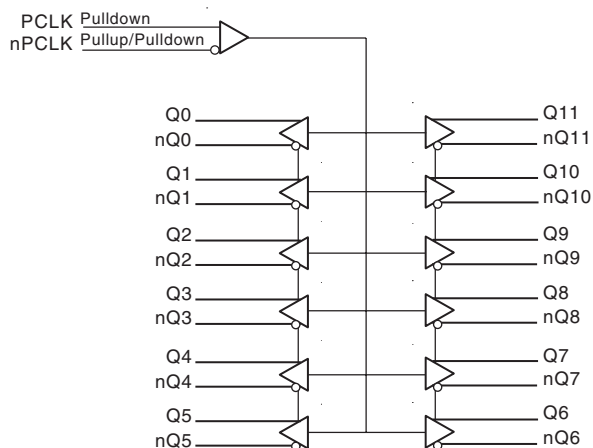 PCLK Pulldown
nPCLK Pullup/Pulldown
Q0 Q11
nQ0 nQ11
Q1 Q10
nQ1 nQ10
Q2 Q9
nQ2 nQ9
Q3 Q8
nQ3 nQ8
Q4 Q7
nQ4 nQ7
Q5 Q6
nQ5 nQ6